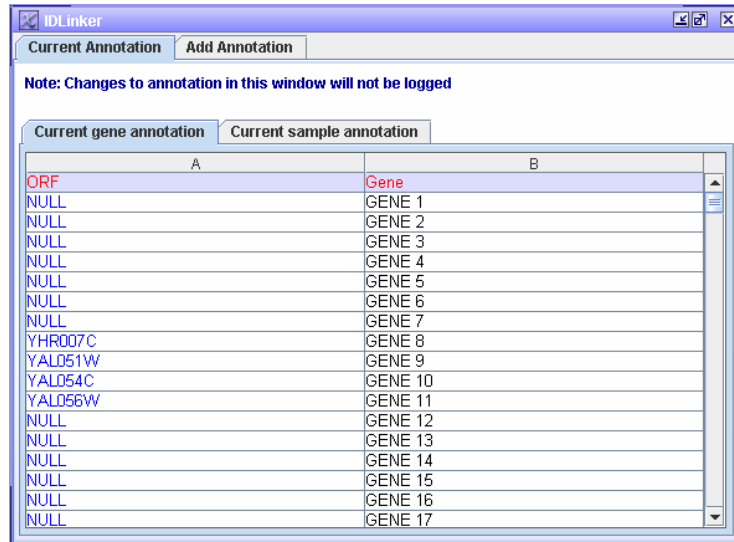 IDLinker
Current Annotation Add Annotation
Note: Changes to annotation in this window will not be logged
Current gene annotation Current sample annotation
A B
ORF Gene
NULL GENE 1
NULL GENE 2
NULL GENE 3
NULL GENE 4
NULL GENE 5
NULL GENE 6
NULL GENE 7
YHR007C GENE 8
YAL051W GENE 9
YAL054C GENE 10
YAL056W GENE 11
NULL GENE 12
NULL GENE 13
NULL GENE 14
NULL GENE 15
NULL GENE 16
NULL GENE 17